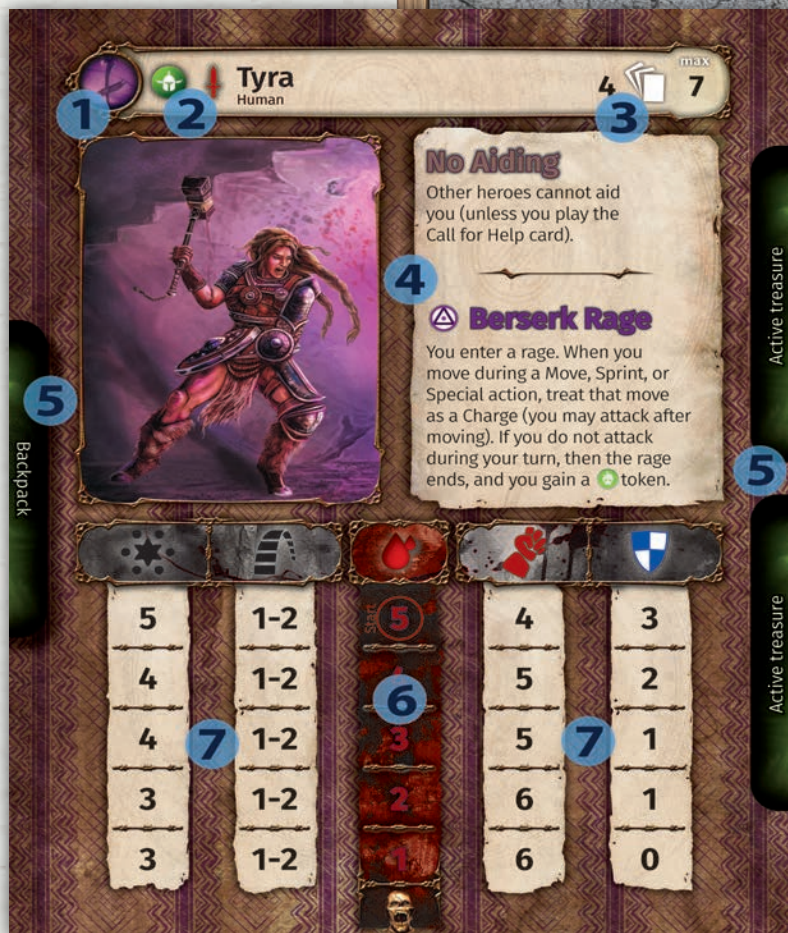 1
2
Tyra
Human
4
max
7
3
No Aiding
Other heroes cannot aid
you (unless you play the
Call for Help card).
4
Berserk Rage
You enter a rage. When you
move during a Move, Sprint, or
Special action, treat that move
as a Charge (you may attack after
moving). If you do not attack
during your turn, then the rage
ends, and you gain a token.
5
Backpack
Active treasure
5
Active treasure
5 1-2 Start 5 4 3
4 1-2 5 2
6
4 1-2 3 5 1
7
7
3 1-2 2 6 1
3 1-2 1 6 0